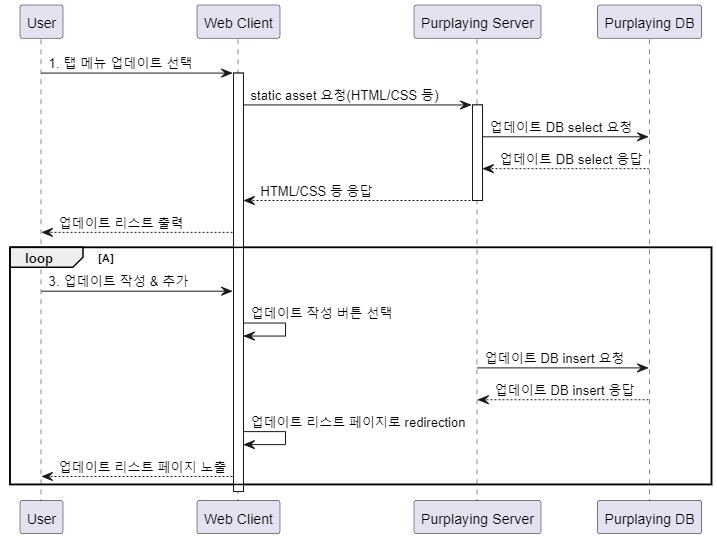 User Web Client Purplaying Server Purplaying DB
1. 탭 메뉴 업데이트 선택
static asset 요청(HTML/CSS 등)
업데이트 DB select 요청
업데이트 DB select 응답
HTML/CSS 등 응답
업데이트 리스트 출력
loop [A]
3. 업데이트 작성 & 추가
업데이트 작성 버튼 선택
업데이트 DB insert 요청
업데이트 DB insert 응답
업데이트 리스트 페이지로 redirection
업데이트 리스트 페이지 노출
User Web Client Purplaying Server Purplaying DB